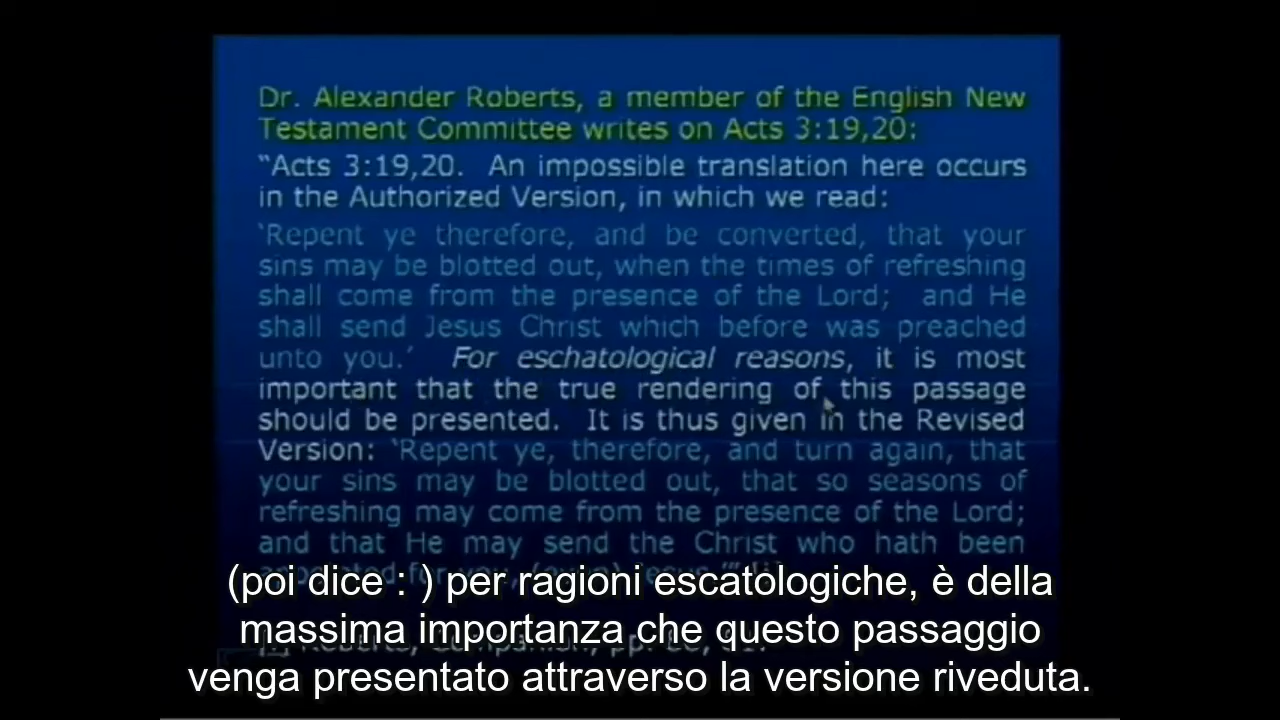 Dr. Alexander Roberts, a member of the English New
Testament Committee writes on Acts 3:19,20:
"Acts 3:19,20. An impossible translation here occurs
in the Authorized Version, in which we read:
'Repent ye therefore, and be converted, that your
sins may be blotted out, when the times of refreshing
shall come from the presence of the Lord; and He
shall send Jesus Christ which before was preached
unto you.' For eschatological reasons, it is most
important that the true rendering of this passage
should be presented. It is thus given in the Revised
Version: 'Repent ye, therefore, and turn again, that
your sins may be blotted out, that so seasons of
refreshing may come from the presence of the Lord;
and that He may send the Christ who hath been
(poi dice : ) per ragioni escatologiche, è della
massima importanza che questo passaggio
venga presentato attraverso la versione riveduta.